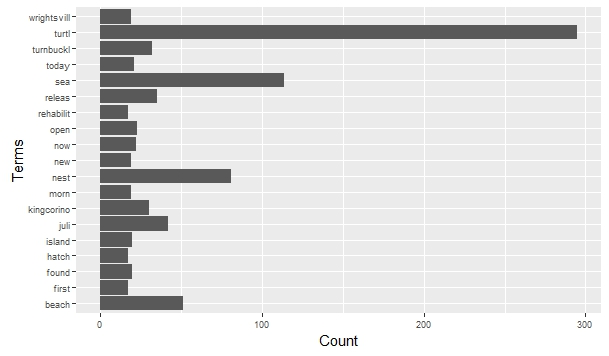 wrightsvill
turtl
turnbuckl
today
sea
releas
rehabilit
open
now
new
nest
morn
kingcorino
juli
island
hatch
found
first
beach
Terms
0 100 200 300
Count